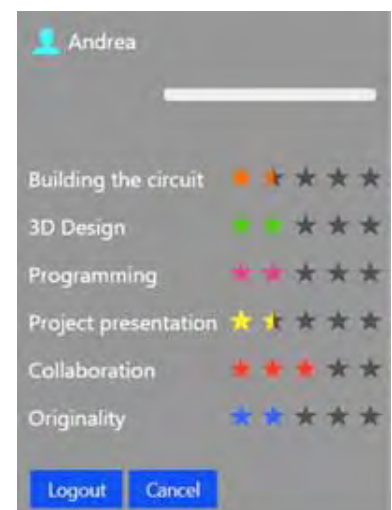 Andrea
Building the circuit
3D Design
Programming
Project presentation
Collaboration
Originality
Logout Cancel